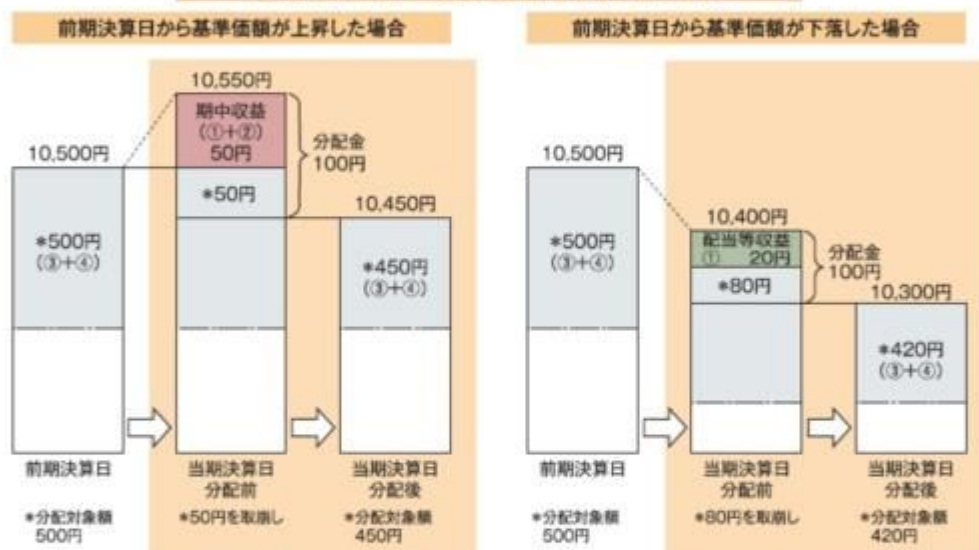 前期決算日から基準価額が上昇した場合
10,550円
期中収益
(①+②)
50円
分配金
100円
10,500円
*50円
10,450円
*500円
(③+④)
*450円
(③+④)
前期決算日
当期決算日
分配前
当期決算日
分配後
*分配対象額
500円
*50円を取崩し
*分配対象額
450円
前期決算日から基準価額が下落した場合
10,500円
10,400円
配当等収益
① 20円
分配金
100円
*500円
(③+④)
*80円
10,300円
*420円
(③+④)
前期決算日
当期決算日
分配前
当期決算日
分配後
*分配対象額
500円
*80円を取崩し
*分配対象額
420円